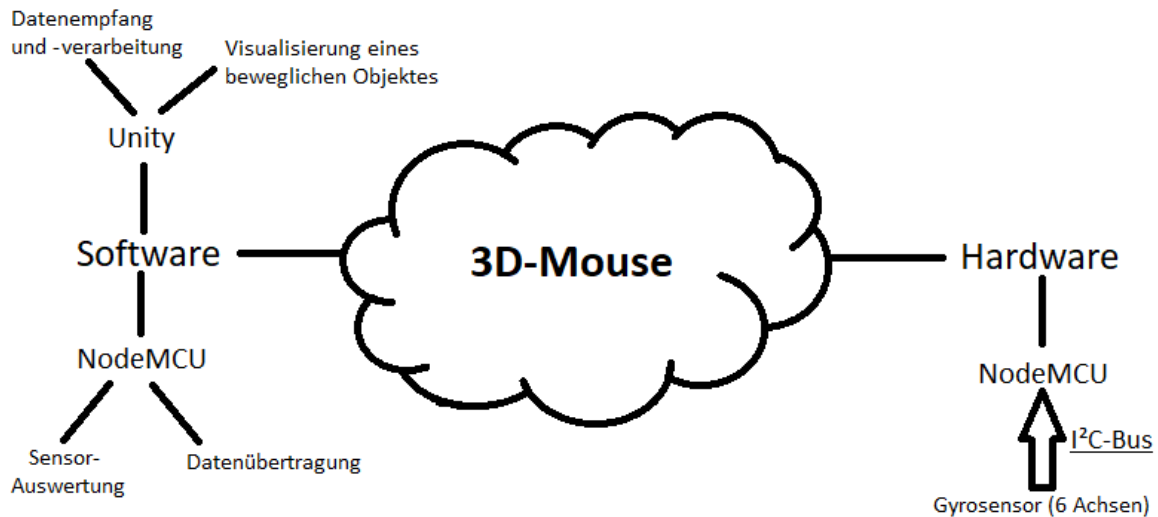 Datenempfang
und -verarbeitung
Visualisierung eines
beweglichen Objektes
Unity
Software
NodeMCU
Sensor-
Auswertung
Datenübertragung
3D-Mouse
Hardware
NodeMCU
I²C-Bus
Gyrosensor (6 Achsen)